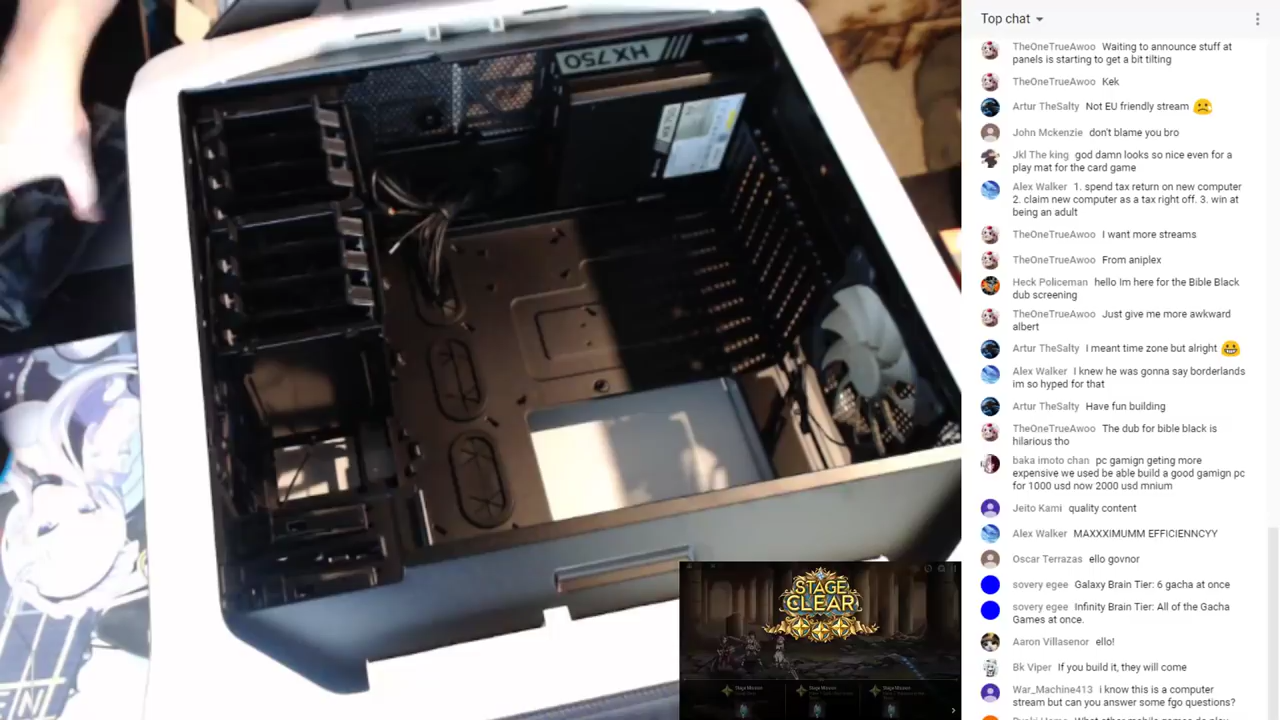 Top chat
TheOneTrueAwoo Waiting to announce stuff at
panels is starting to get a bit tilting
TheOneTrueAwoo Kek
Artur TheSalty Not EU friendly stream
John Mckenzie don't blame you bro
Jkl The king god damn looks so nice even for a
play mat for the card game
Alex Walker 1. spend tax return on new computer
2. claim new computer as a tax right off. 3. win at
being an adult
TheOneTrueAwoo I want more streams
TheOneTrueAwoo From aniplex
Heck Policeman hello Im here for the Bible Black
dub screening
TheOneTrueAwoo Just give me more awkward
albert
Artur TheSalty I meant time zone but alright
Alex Walker I knew he was gonna say borderlands
im so hyped for that
Artur TheSalty Have fun building
TheOneTrueAwoo The dub for bible black is
hilarious tho
baka imoto chan pc gamign geting more
expensive we used be able build a good gamign pc
for 1000 usd now 2000 usd mnium
Jeito Kami quality content
Alex Walker MAXXXIMUMM EFFICIENNCYY
Oscar Terrazas ello govnor
sovery egee Galaxy Brain Tier: 6 gacha at once
sovery egee Infinity Brain Tier: All of the Gacha
Games at once.
Aaron Villasenor ello!
Bk Viper If you build it, they will come
War_Machine413 i know this is a computer
stream but can you answer some fgo questions?
HX750
HX750
STAGE
CLEAR
Stage Mission
Stage Mission
Stage Mission